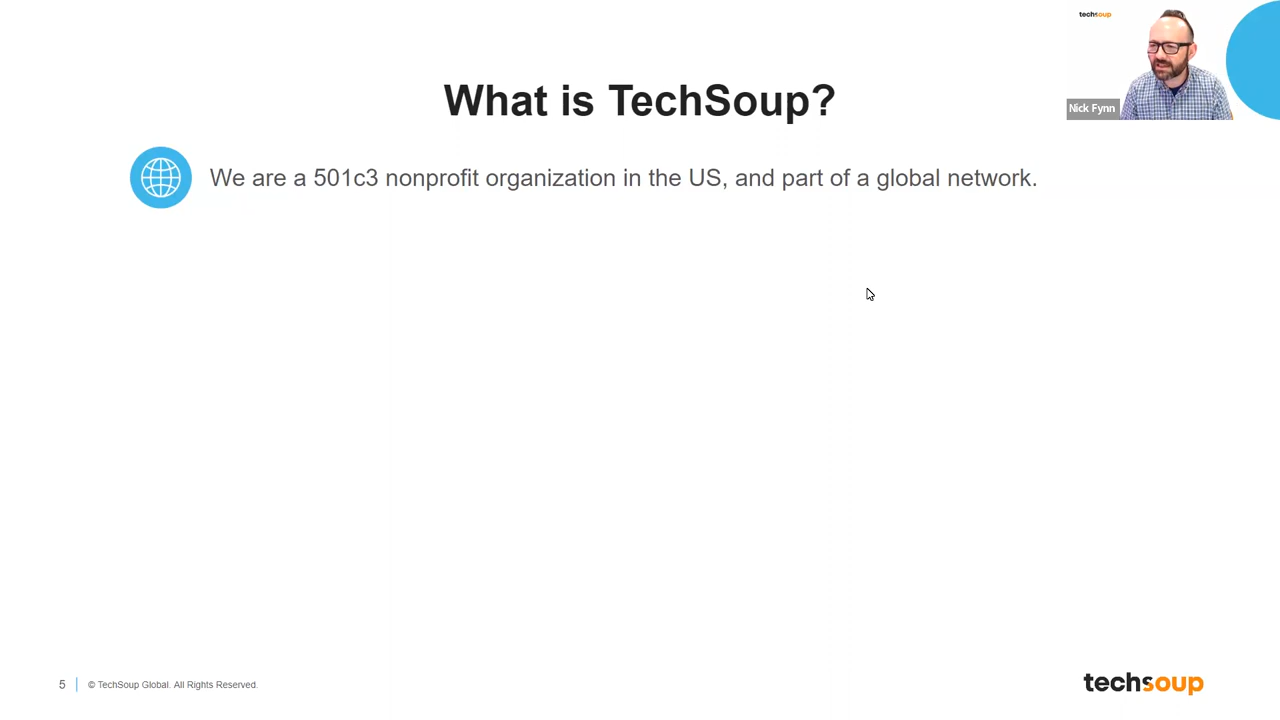 techsoup
Nick Fynn
What is TechSoup?
We are a 501c3 nonprofit organization in the US, and part of a global network.
5
© TechSoup Global. All Rights Reserved.
techsoup